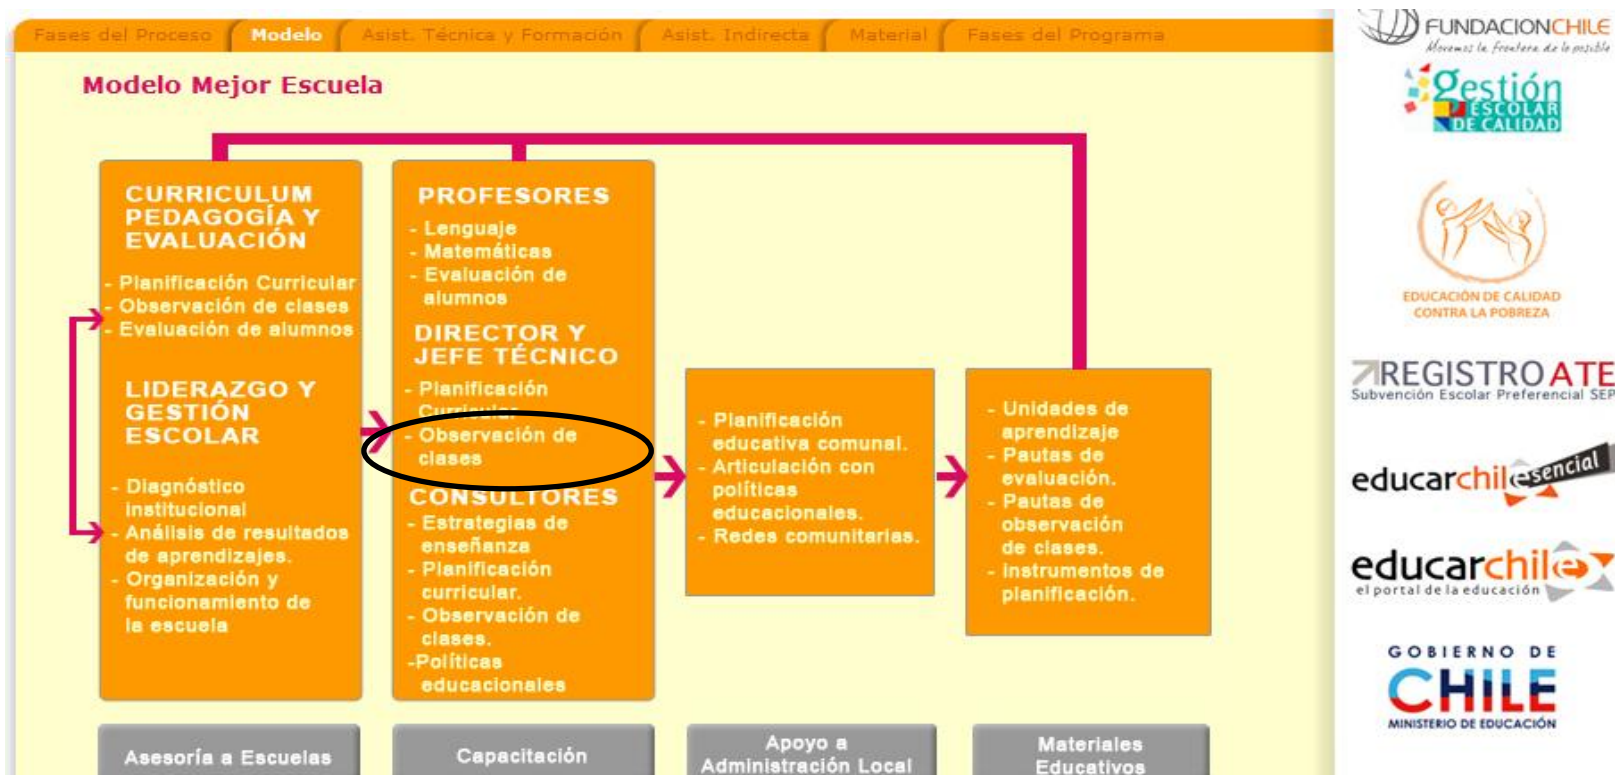 Fases del Proceso
Modelo
Asist. Técnica y Formación
Asist. Indirecta
Material
Fases del Programa
Modelo Mejor Escuela
CURRICULUM
PEDAGOGÍA Y
EVALUACIÓN
- Planificación Curricular
- Observación de clases
- Evaluación de alumnos
LIDERAZGO Y
GESTIÓN
ESCOLAR
- Diagnóstico
institucional
- Análisis de resultados
de aprendizajes.
- Organización y
funcionamiento de
la escuela
PROFESORES
- Lenguaje
- Matemáticas
- Evaluación de
alumnos
DIRECTOR Y
JEFE TÉCNICO
- Planificación
Curricular
- Observación de
clases
CONSULTORES
- Estrategias de
enseñanza
- Planificación
curricular.
- Observación de
clases.
-Políticas
educacionales
- Planificación
educativa comunal.
- Articulación con
políticas
educacionales.
- Redes comunitarias.
- Unidades de
aprendizaje
- Pautas de
evaluación.
- Pautas de
observación
de clases.
- Instrumentos de
planificación.
Asesoría a Escuelas
Capacitación
Apoyo a
Administración Local
Materiales
Educativos
FUNDACIONCHILE
Movemos la frontera de lo posible
gestión
ESCOLAR
DE CALIDAD
EDUCACIÓN DE CALIDAD
CONTRA LA POBREZA
REGISTRO ATE
Subvención Escolar Preferencial SEP
educarchile esencial
educarchile
el portal de la educación
GOBIERNO DE
CHILE
MINISTERIO DE EDUCACIÓN